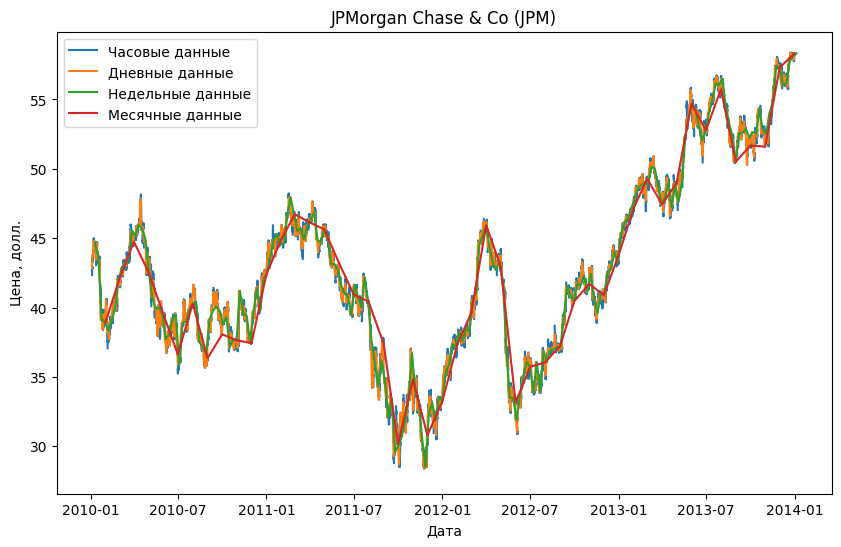 JPMorgan Chase & Co (JPM)
Часовые данные
Дневные данные
Недельные данные
Месячные данные
Цена, долл.
55
50
45
40
35
30
2010-01 2010-07 2011-01 2011-07 2012-01 2012-07 2013-01 2013-07 2014-01
Дата